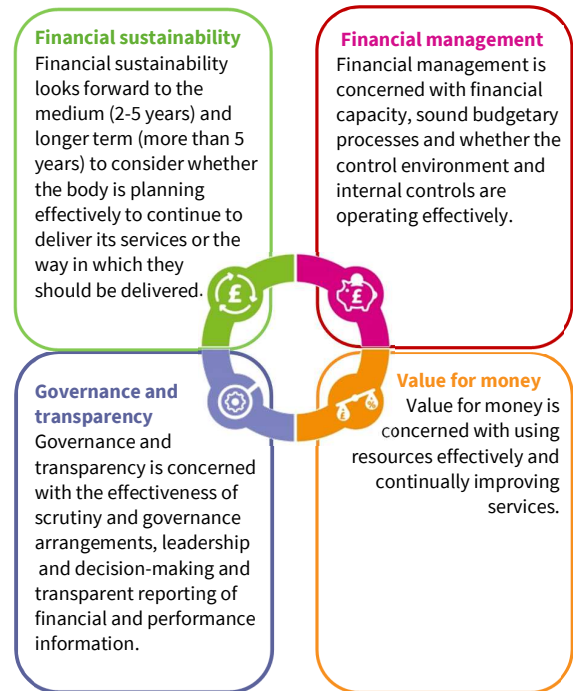 Financial sustainability
Financial sustainability
looks forward to the
medium (2-5 years) and
longer term (more than 5
years) to consider whether
the body is planning
effectively to continue to
deliver its services or the
way in which they
should be delivered.
Financial management
Financial management is
concerned with financial
capacity, sound budgetary
processes and whether the
control environment and
internal controls are
operating effectively.
£
£
Governance and
transparency
Governance and
transparency is concerned
with the effectiveness of
scrutiny and governance
arrangements, leadership
and decision-making and
transparent reporting of
financial and performance
information.
£ %
Value for money
Value for money is
concerned with using
resources effectively and
continually improving
services.